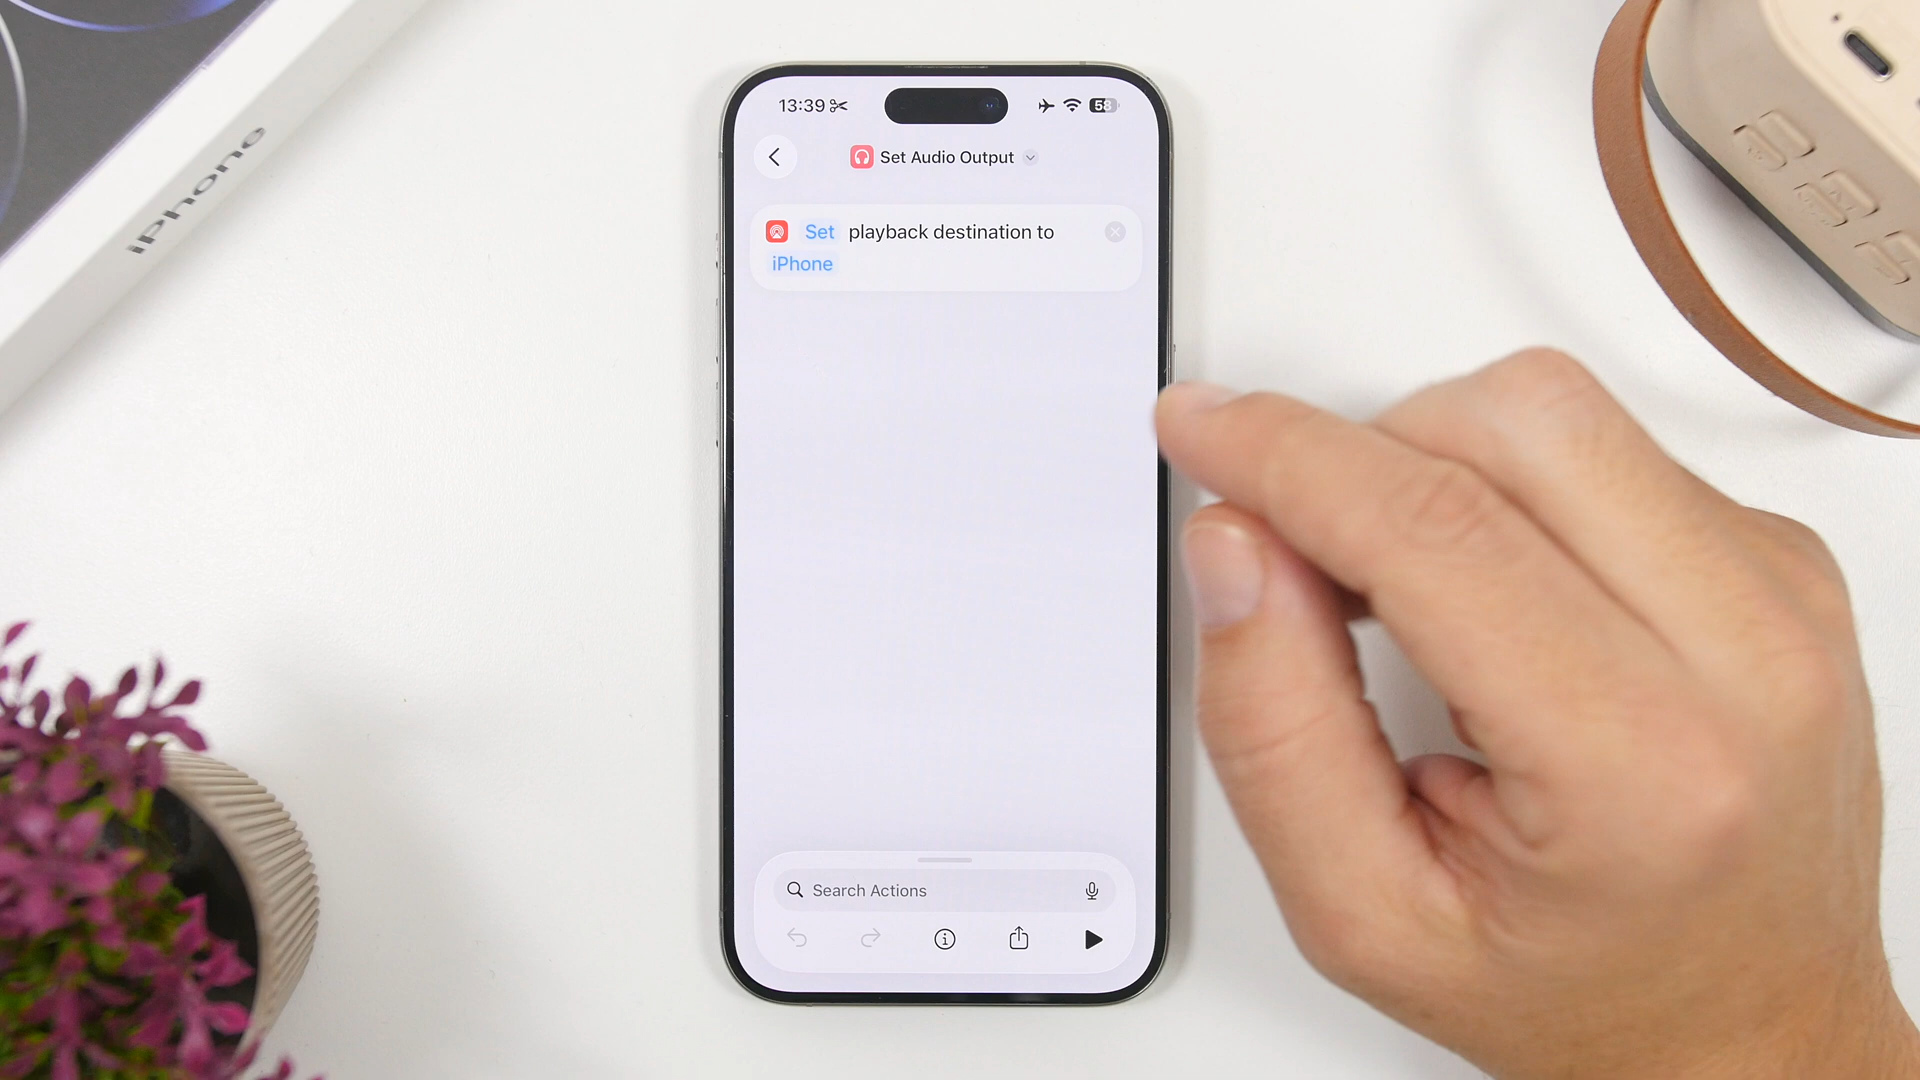 iPhone
13:39
58
Set Audio Output
Set playback destination to
iPhone
Search Actions